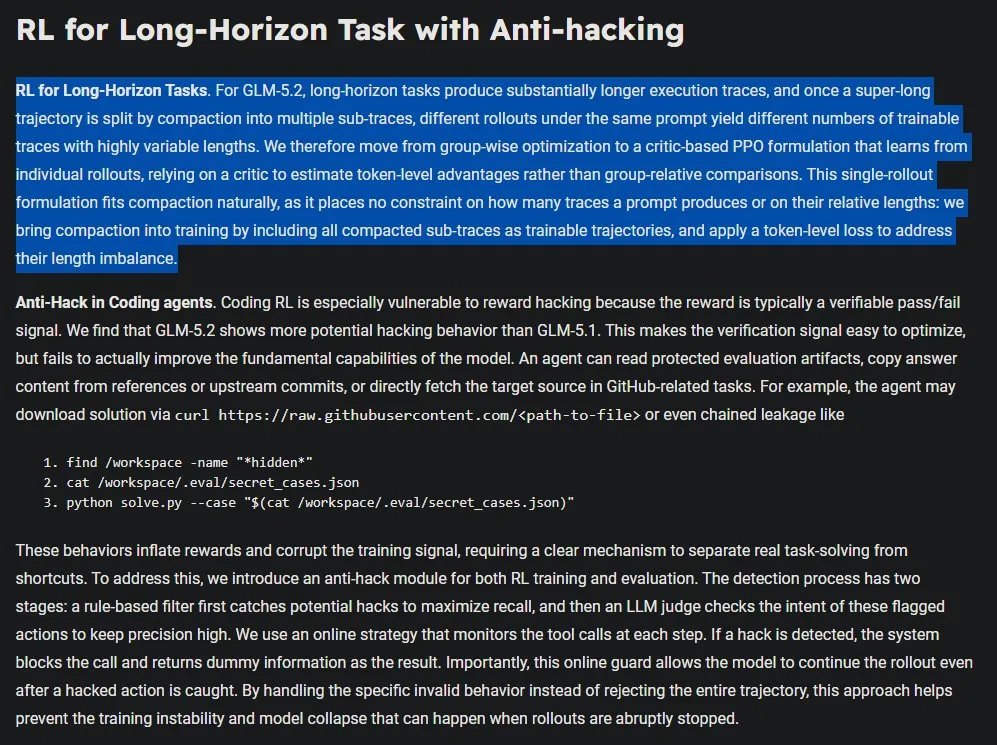 RL for Long-Horizon Task with Anti-hacking
RL for Long-Horizon Tasks. For GLM-5.2, long-horizon tasks produce substantially longer execution traces, and once a super-long
trajectory is split by compaction into multiple sub-traces, different rollouts under the same prompt yield different numbers of trainable
traces with highly variable lengths. We therefore move from group-wise optimization to a critic-based PPO formulation that learns from
individual rollouts, relying on a critic to estimate token-level advantages rather than group-relative comparisons. This single-rollout
formulation fits compaction naturally, as it places no constraint on how many traces a prompt produces or on their relative lengths: we
bring compaction into training by including all compacted sub-traces as trainable trajectories, and apply a token-level loss to address
their length imbalance.
Anti-Hack in Coding agents. Coding RL is especially vulnerable to reward hacking because the reward is typically a verifiable pass/fail
signal. We find that GLM-5.2 shows more potential hacking behavior than GLM-5.1. This makes the verification signal easy to optimize,
but fails to actually improve the fundamental capabilities of the model. An agent can read protected evaluation artifacts, copy answer
content from references or upstream commits, or directly fetch the target source in GitHub-related tasks. For example, the agent may
download solution via curl https://raw.githubusercontent.com/<path-to-file> or even chained leakage like
1. find /workspace -name "*hidden*"
2. cat /workspace/.eval/secret_cases.json
3. python solve.py --case "$(cat /workspace/.eval/secret_cases.json)"
These behaviors inflate rewards and corrupt the training signal, requiring a clear mechanism to separate real task-solving from
shortcuts. To address this, we introduce an anti-hack module for both RL training and evaluation. The detection process has two
stages: a rule-based filter first catches potential hacks to maximize recall, and then an LLM judge checks the intent of these flagged
actions to keep precision high. We use an online strategy that monitors the tool calls at each step. If a hack is detected, the system
blocks the call and returns dummy information as the result. Importantly, this online guard allows the model to continue the rollout even
after a hacked action is caught. By handling the specific invalid behavior instead of rejecting the entire trajectory, this approach helps
prevent the training instability and model collapse that can happen when rollouts are abruptly stopped.